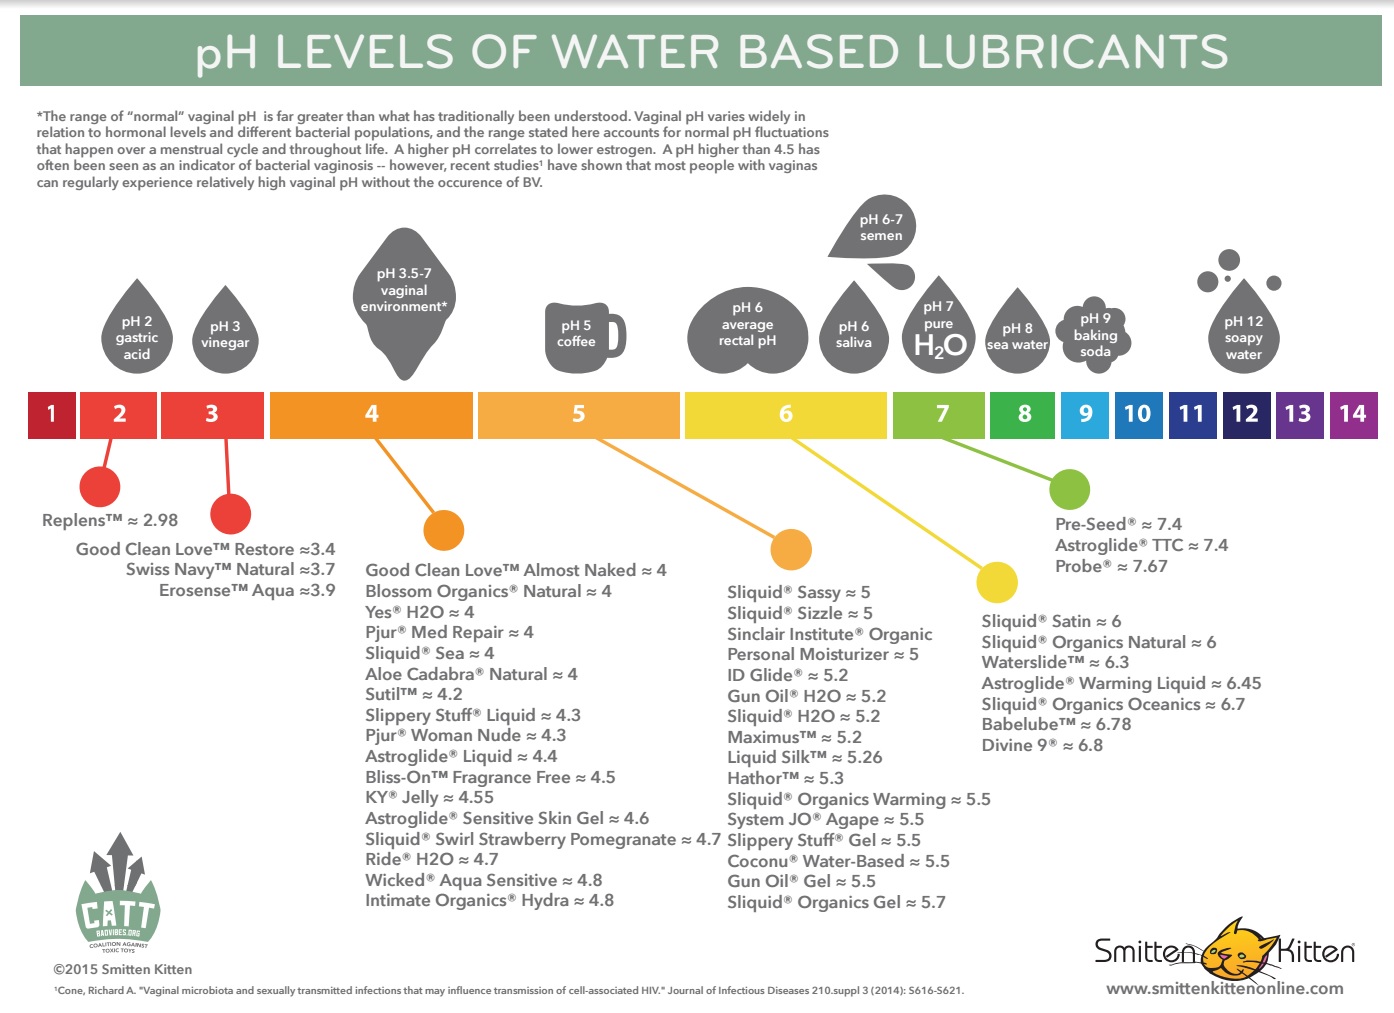 pH LEVELS OF WATER BASED LUBRICANTS
*The range of “normal” vaginal pH  is far greater than what has traditionally been understood. Vaginal pH varies widely in
relation to hormonal levels and different bacterial populations, and the range stated here accounts for normal pH fluctuations
that happen over a menstrual cycle and throughout life.  A higher pH correlates to lower estrogen.  A pH higher than 4.5 has
often been seen as an indicator of bacterial vaginosis -- however, recent studies¹ have shown that most people with vaginas
can regularly experience relatively high vaginal pH without the occurence of BV.
pH 2
gastric
acid
pH 3
vinegar
pH 3.5-7
vaginal
environment*
pH 5
coffee
pH 6
average
rectal pH
pH 6
saliva
pH 6-7
semen
pH 7
pure
H₂O
pH 8
sea water
pH 9
baking
soda
pH 12
soapy
water
1 2 3 4 5 6 7 8 9 10 11 12 13 14
Replens™ ≈ 2.98
Good Clean Love™ Restore ≈3.4
Swiss Navy™ Natural ≈3.7
Erosense™ Aqua ≈3.9
Good Clean Love™ Almost Naked ≈ 4
Blossom Organics® Natural ≈ 4
Yes® H2O ≈ 4
Pjur® Med Repair ≈ 4
Sliquid® Sea ≈ 4
Aloe Cadabra® Natural ≈ 4
Sutil™ ≈ 4.2
Slippery Stuff® Liquid ≈ 4.3
Pjur® Woman Nude ≈ 4.3
Astroglide® Liquid ≈ 4.4
Bliss-On™ Fragrance Free ≈ 4.5
KY® Jelly ≈ 4.55
Astroglide® Sensitive Skin Gel ≈ 4.6
Sliquid® Swirl Strawberry Pomegranate ≈ 4.7
Ride® H2O ≈ 4.7
Wicked® Aqua Sensitive ≈ 4.8
Intimate Organics® Hydra ≈ 4.8
Sliquid® Sassy ≈ 5
Sliquid® Sizzle ≈ 5
Sinclair Institute® Organic
Personal Moisturizer ≈ 5
ID Glide® ≈ 5.2
Gun Oil® H2O ≈ 5.2
Sliquid® H2O ≈ 5.2
Maximus™ ≈ 5.2
Liquid Silk™ ≈ 5.26
Hathor™ ≈ 5.3
Sliquid® Organics Warming ≈ 5.5
System JO® Agape ≈ 5.5
Slippery Stuff® Gel ≈ 5.5
Coconu® Water-Based ≈ 5.5
Gun Oil® Gel ≈ 5.5
Sliquid® Organics Gel ≈ 5.7
Sliquid® Satin ≈ 6
Sliquid® Organics Natural ≈ 6
Waterslide™ ≈ 6.3
Astroglide® Warming Liquid ≈ 6.45
Sliquid® Organics Oceanics ≈ 6.7
Babelube™ ≈ 6.78
Divine 9® ≈ 6.8
Pre-Seed® ≈ 7.4
Astroglide® TTC ≈ 7.4
Probe® ≈ 7.67
CATT
BADVIBES.ORG
COALITION AGAINST
TOXIC TOYS
©2015 Smitten Kitten
¹Cone, Richard A. "Vaginal microbiota and sexually transmitted infections that may influence transmission of cell-associated HIV." Journal of Infectious Diseases 210.suppl 3 (2014): S616-S621.
Smitten Kitten®
www.smittenkittenonline.com